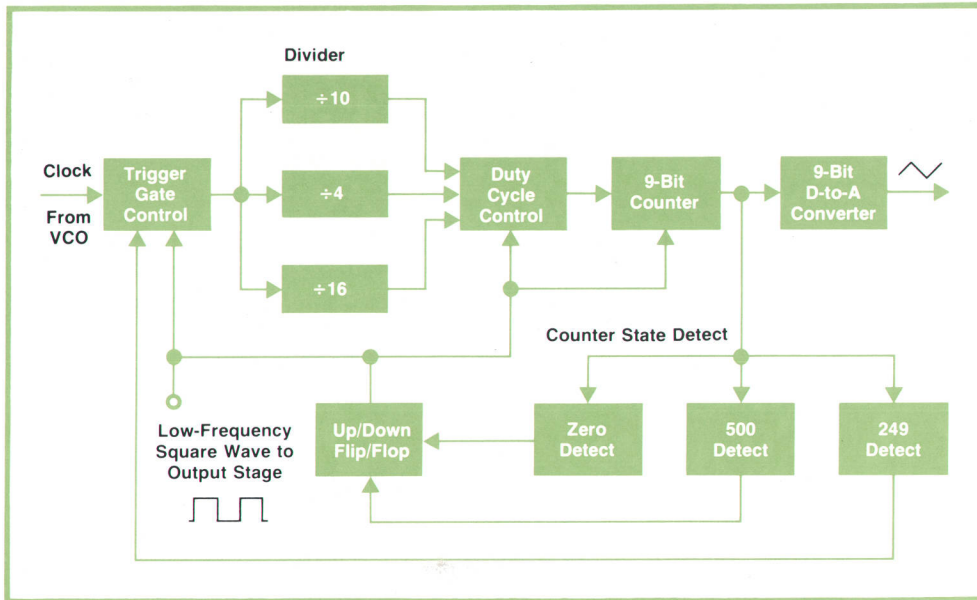 Divider
÷10
Clock
From
VCO
Trigger
Gate
Control
÷4
Duty
Cycle
Control
9-Bit
Counter
9-Bit
D-to-A
Converter
÷16
Counter State Detect
Low-Frequency
Square Wave to
Output Stage
Up/Down
Flip/Flop
Zero
Detect
500
Detect
249
Detect